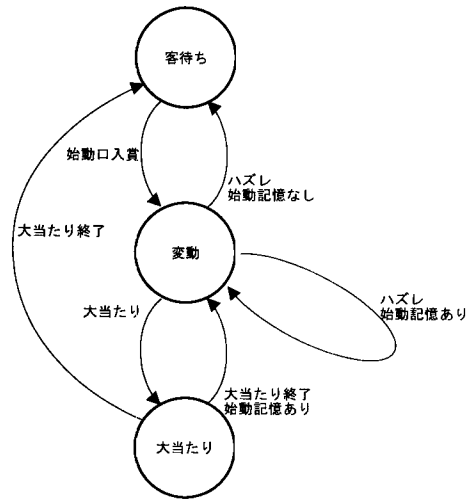 客待ち
始動口入賞
ハズレ
始動記憶なし
大当たり終了
変動
ハズレ
始動記憶あり
大当たり
大当たり終了
始動記憶あり
大当たり